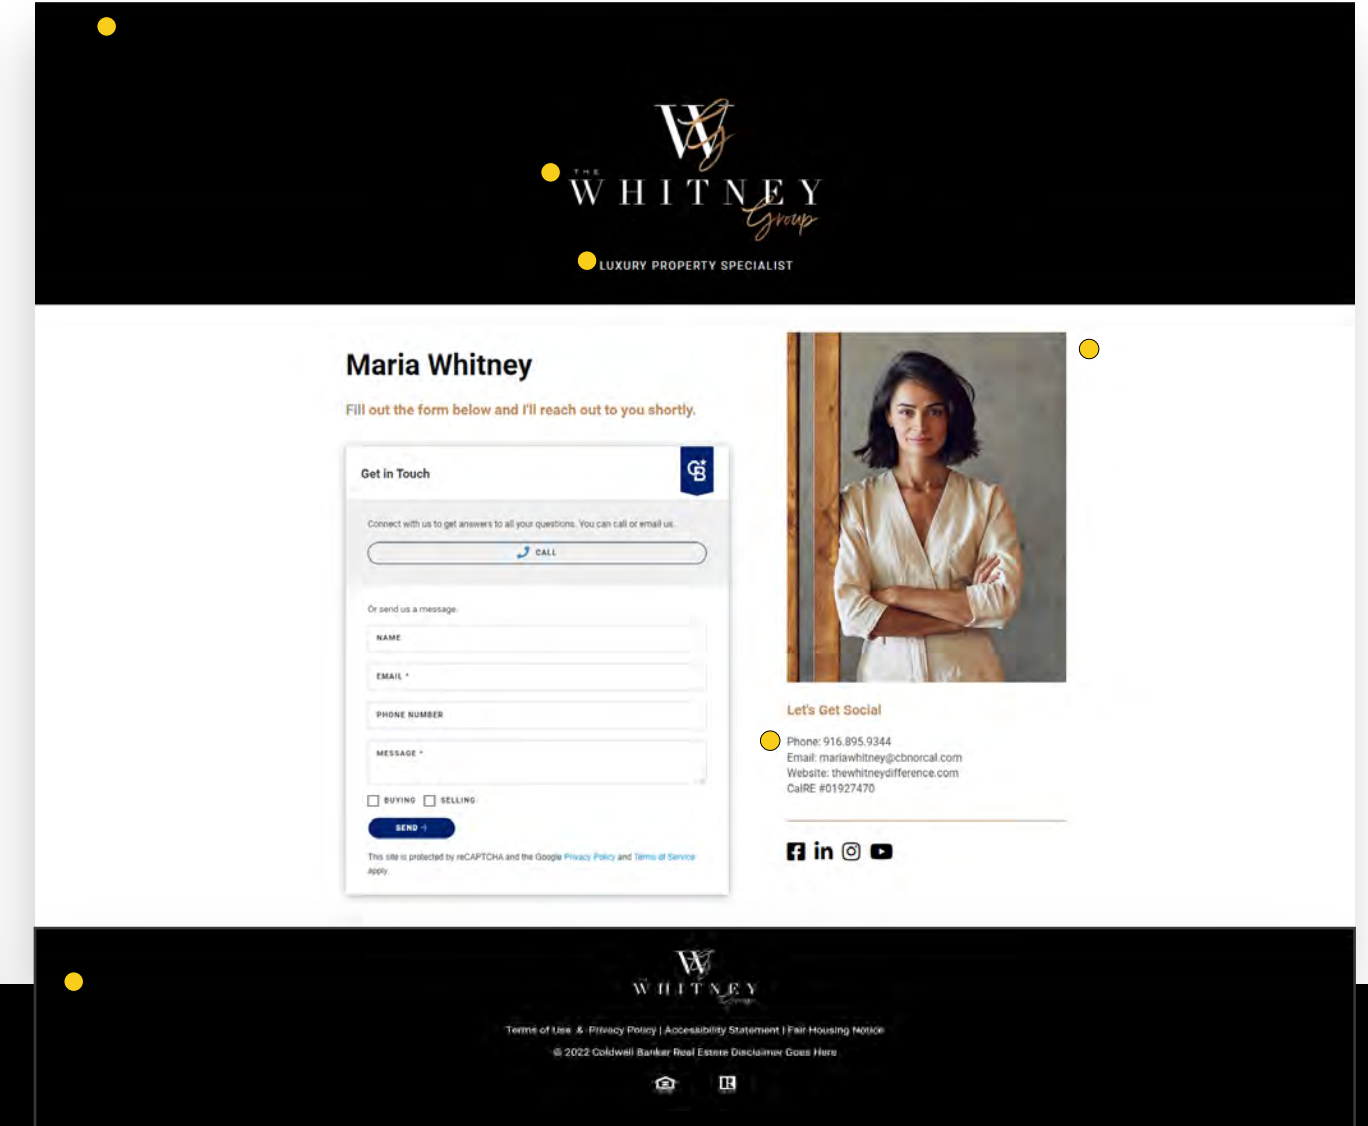 THE
WHITNEY
Group
LUXURY PROPERTY SPECIALIST
Maria Whitney
Fill out the form below and I'll reach out to you shortly.
Get in Touch
CB
Connect with us to get answers to all your questions. You can call or email us.
CALL
Or send us a message.
NAME
EMAIL *
PHONE NUMBER
MESSAGE *
BUYING SELLING
SEND
This site is protected by reCAPTCHA and the Google Privacy Policy and Terms of Service
apply.
Let's Get Social
Phone: 916.895.9344
Email: mariawhitney@cbnorcal.com
Website: thewhitneydifference.com
CalRE #01927470
WHITNEY
Group
Terms of Use & Privacy Policy | Accessibility Statement | Fair Housing Notice
© 2022 Coldwell Banker Real Estate Disclaimer Goes Here